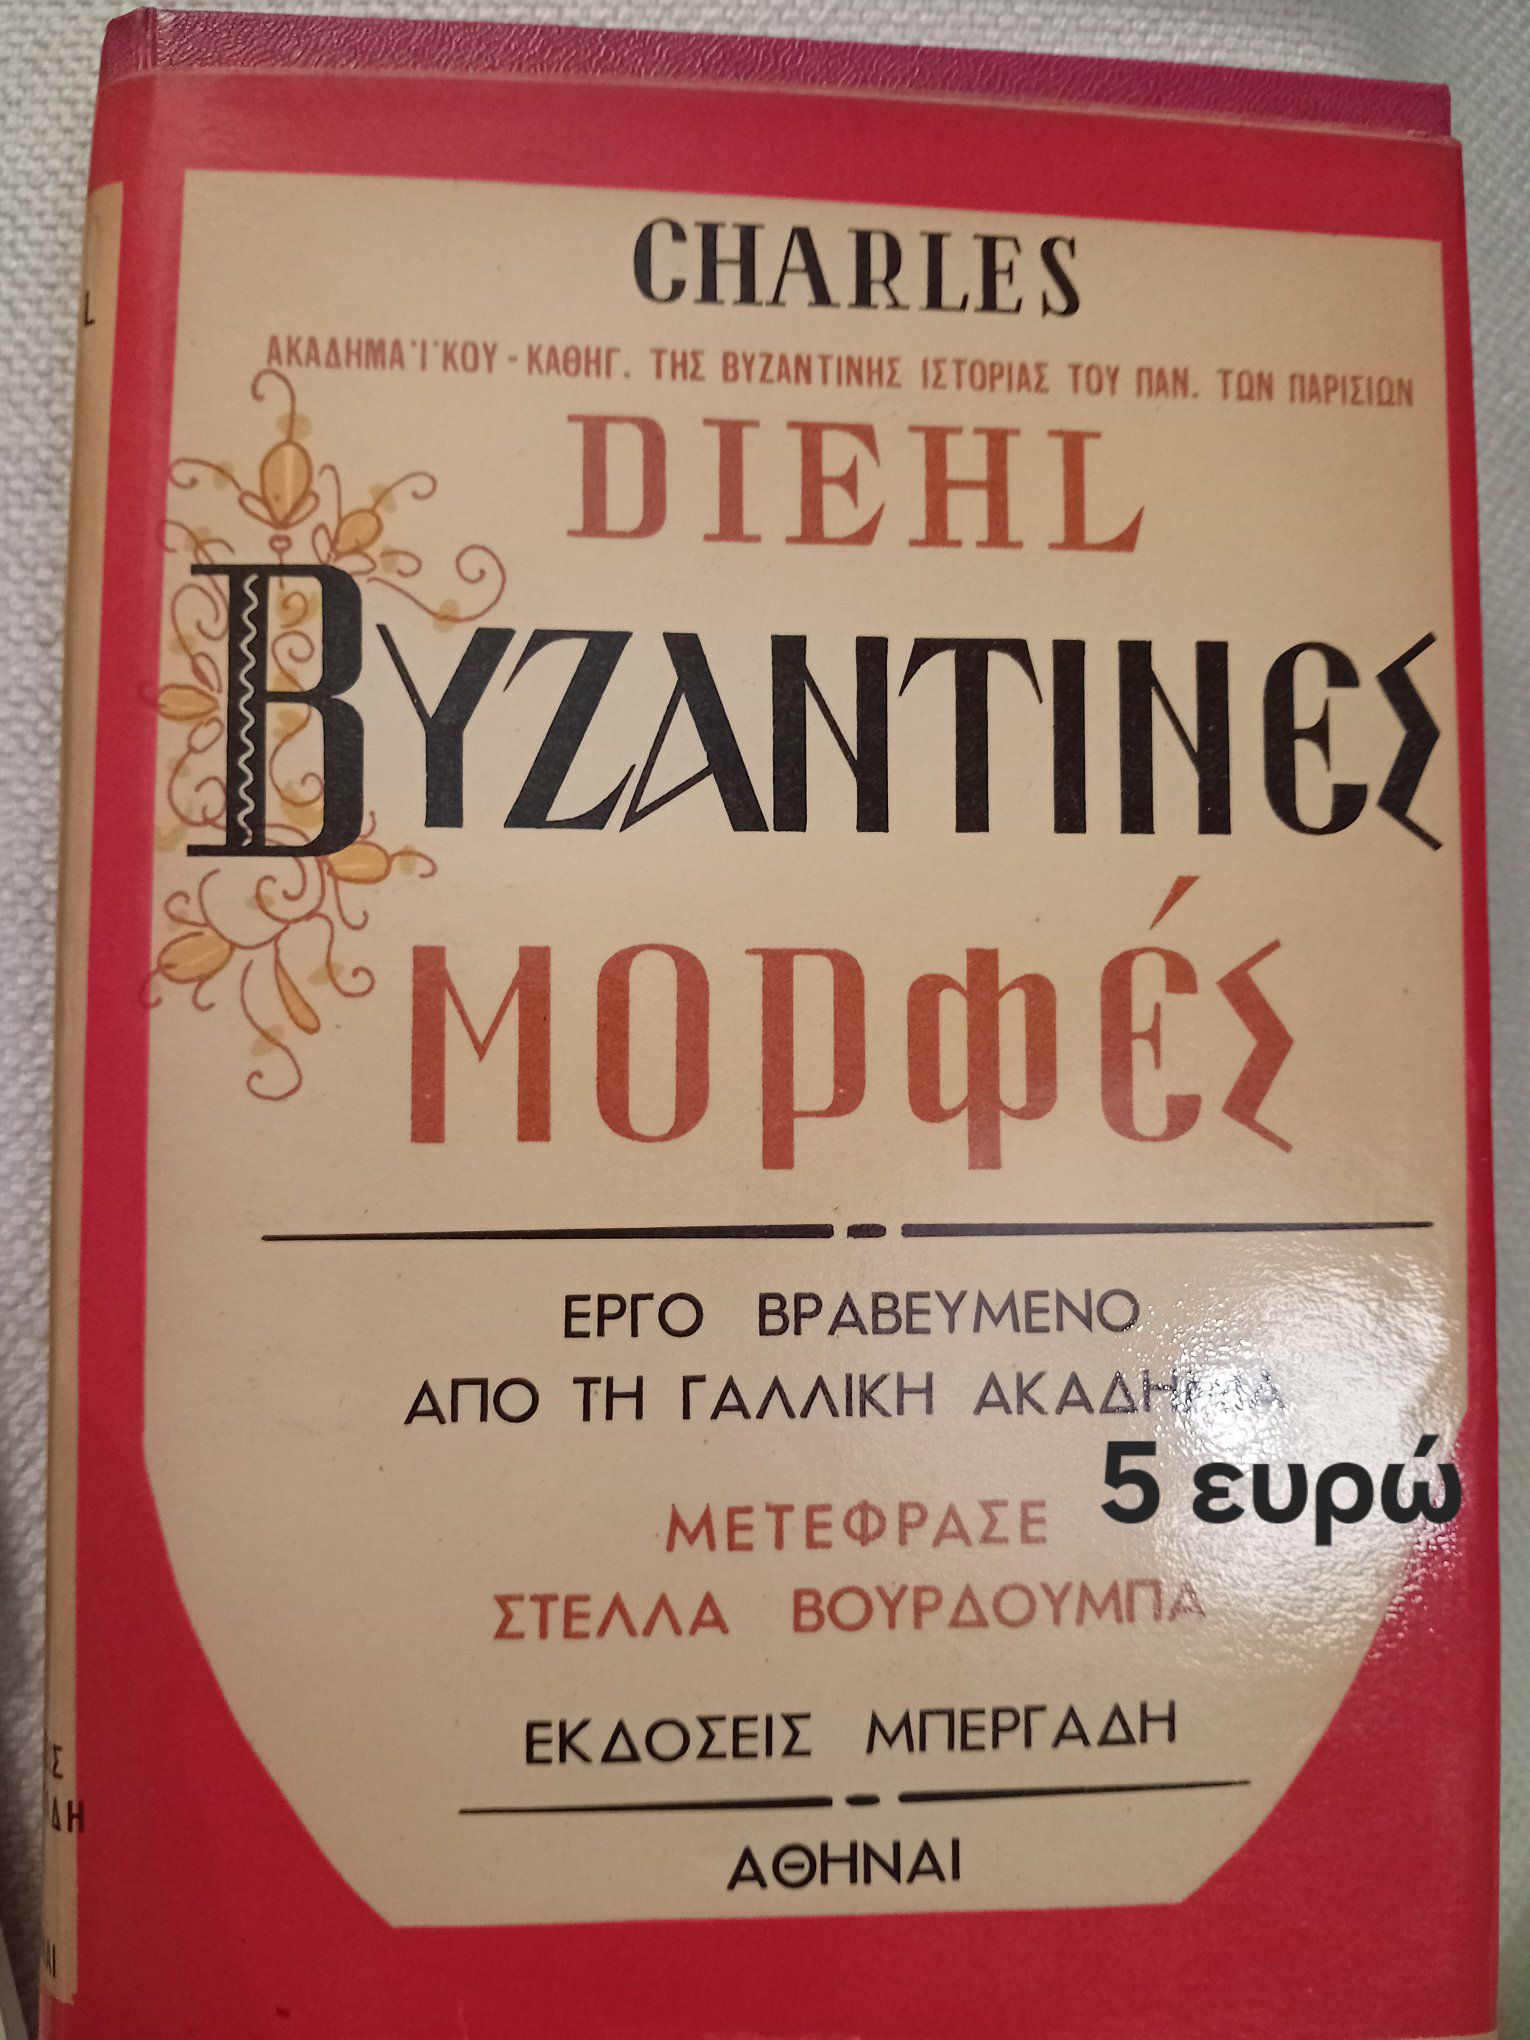 CHARLES
ΑΚΑΔΗΜΑΪΚΟΥ - ΚΑΘΗΓ. ΤΗΣ ΒΥΖΑΝΤΙΝΗΣ ΙΣΤΟΡΙΑΣ ΤΟΥ ΠΑΝ. ΤΩΝ ΠΑΡΙΣΙΩΝ
DIEHL
ΒΥΖΑΝΤΙΝΕΣ
ΜΟΡΦΈΣ
ΕΡΓΟ ΒΡΑΒΕΥΜΕΝΟ
ΑΠΟ ΤΗ ΓΑΛΛΙΚΗ ΑΚΑΔΗΜΙΑ
5 ευρώ
ΜΕΤΕΦΡΑΣΕ
ΣΤΕΛΛΑ ΒΟΥΡΔΟΥΜΠΑ
ΕΚΔΟΣΕΙΣ ΜΠΕΡΓΑΔΗ
ΑΘΗΝΑΙ